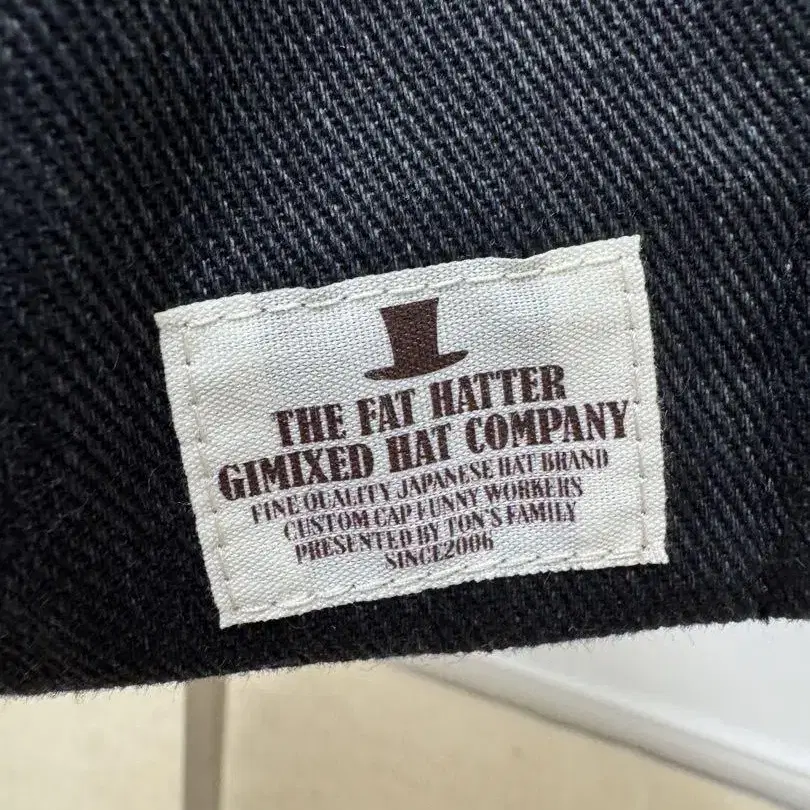 THE FAT HATTER
GIMIXED HAT COMPANY
FINE QUALITY JAPANESE HAT BRAND
CUSTOM CAP FUNNY WORKERS
PRESENTED BY TON'S FAMILY
SINCE2006